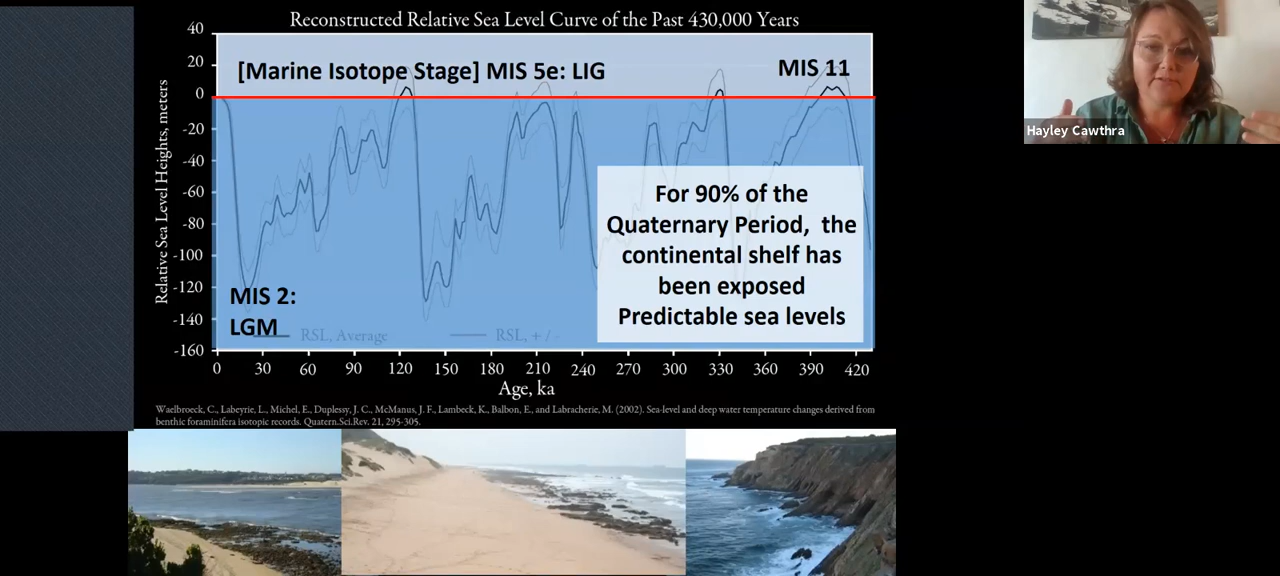 Reconstructed Relative Sea Level Curve of the Past 430,000 Years
Relative Sea Level Heights, meters
40
20
0
-20
-40
-60
-80
-100
-120
-140
-160
[Marine Isotope Stage] MIS 5e: LIG
MIS 11
For 90% of the
Quaternary Period, the
continental shelf has
been exposed
Predictable sea levels
MIS 2:
LGM
RSL, Average
RSL, + / -
0 30 60 90 120 150 180 210 240 270 300 330 360 390 420
Age, ka
Waelbroeck, C., Labeyrie, L., Michel, E., Duplessy, J. C., McManus, J. F., Lambeck, K., Balbon, E., and Labracherie, M. (2002). Sea-level and deep water temperature changes derived from
benthic foraminifera isotopic records. Quatern.Sci.Rev. 21, 295-305.
Hayley Cawthra